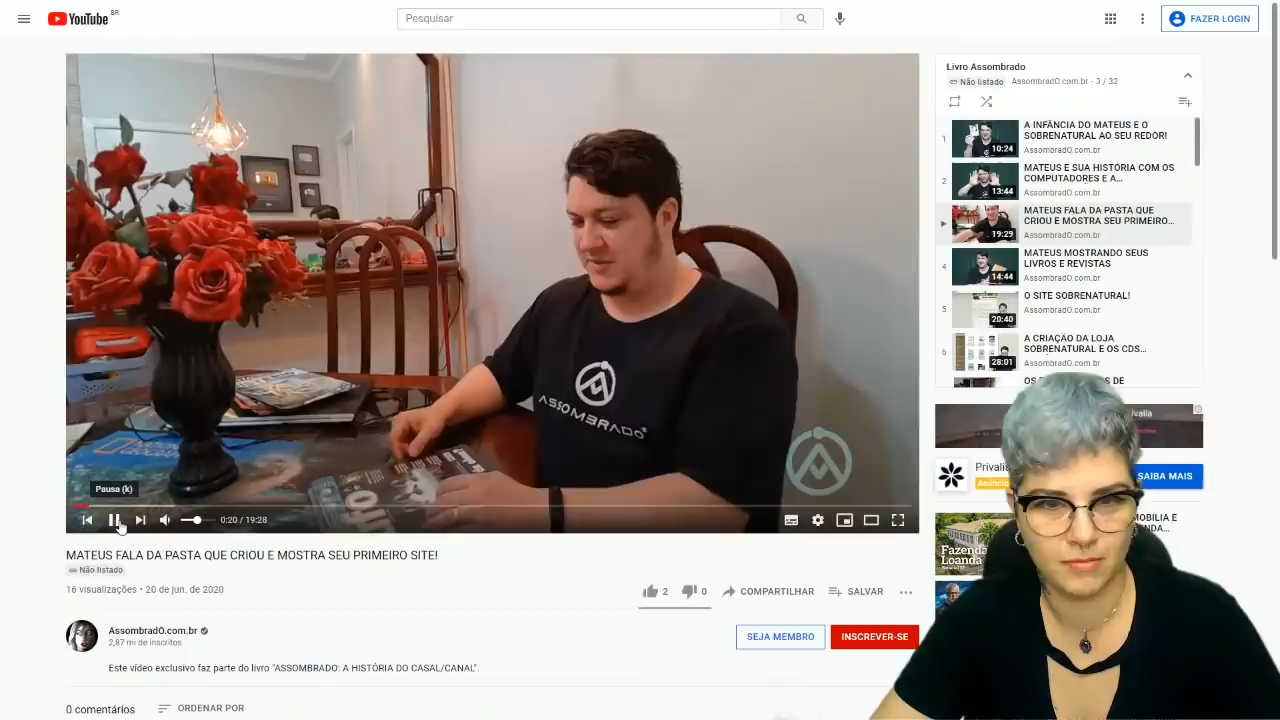 YouTube BR
Pesquisar
FAZER LOGIN
Livro Assombrado
Não listado AssombradO.com.br - 3 / 32
1
A INFÂNCIA DO MATEUS E O
SOBRENATURAL AO SEU REDOR!
AssombradO.com.br
10:24
2
MATEUS E SUA HISTÓRIA COM OS
COMPUTADORES E A...
AssombradO.com.br
13:44
MATEUS FALA DA PASTA QUE
CRIOU E MOSTRA SEU PRIMEIRO...
AssombradO.com.br
19:29
4
MATEUS MOSTRANDO SEUS
LIVROS E REVISTAS
AssombradO.com.br
14:44
5
O SITE SOBRENATURAL!
AssombradO.com.br
20:40
6
A CRIAÇÃO DA LOJA
SOBRENATURAL E OS CDS...
AssombradO.com.br
28:01
ASSOMBRADO
Pausa (k)
0:20 / 19:28
MATEUS FALA DA PASTA QUE CRIOU E MOSTRA SEU PRIMEIRO SITE!
Não listado
16 visualizações • 20 de jun. de 2020
2
0
COMPARTILHAR
SALVAR
AssombradO.com.br
2,87 mi de inscritos
SEJA MEMBRO
INSCREVER-SE
Este vídeo exclusivo faz parte do livro "ASSOMBRADO: A HISTÓRIA DO CASAL/CANAL".
0 comentários
ORDENAR POR
SAIBA MAIS
Fazenda
Loanda